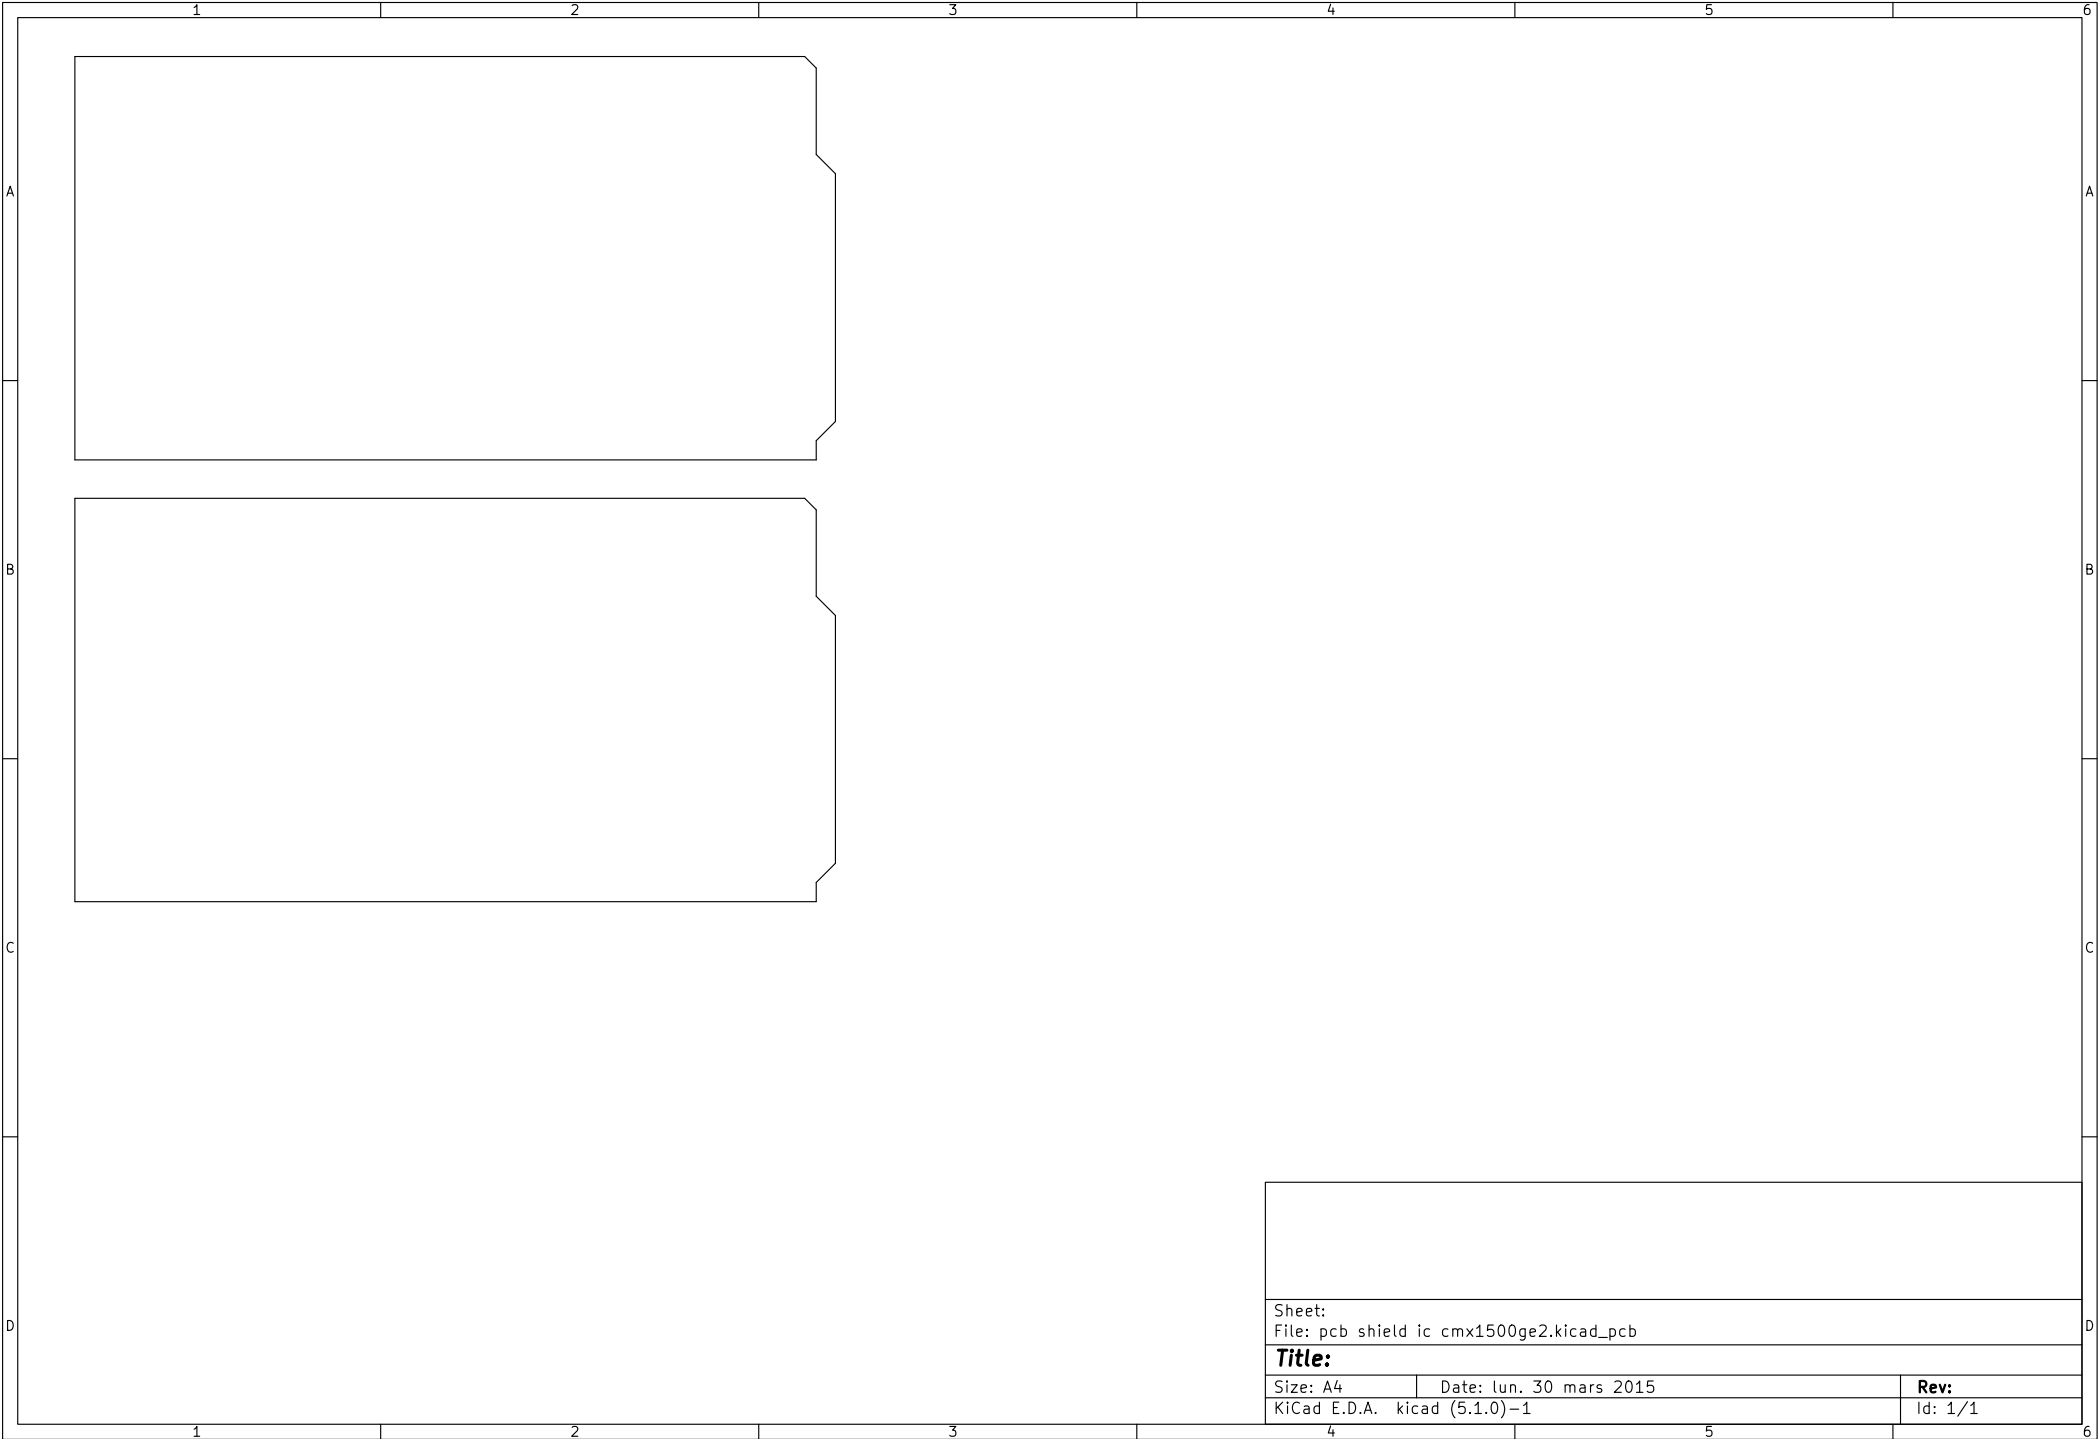 1 2 3 4 5 6
A A
B B
C C
Sheet:
File: pcb shield ic cmx1500ge2.kicad_pcb
D D
Title:
Size: A4 Date: lun. 30 mars 2015 Rev:
KiCad E.D.A. kicad (5.1.0)-1 Id: 1/1
1 2 3 4 5 6